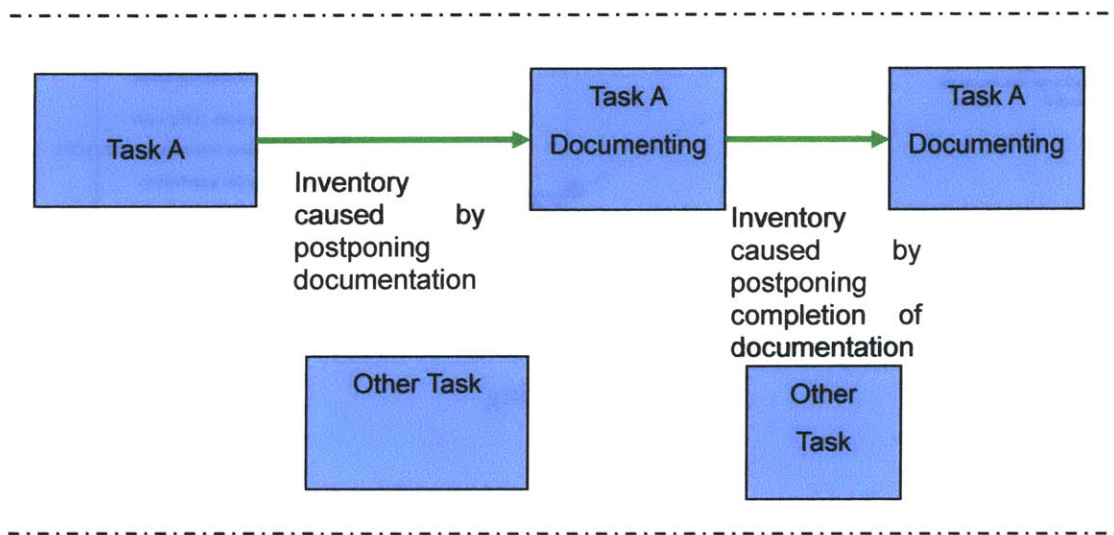 Task A
Inventory
caused by
postponing
documentation
Task A
Documenting
Inventory
caused by
postponing
completion of
documentation
Task A
Documenting
Other Task
Other
Task